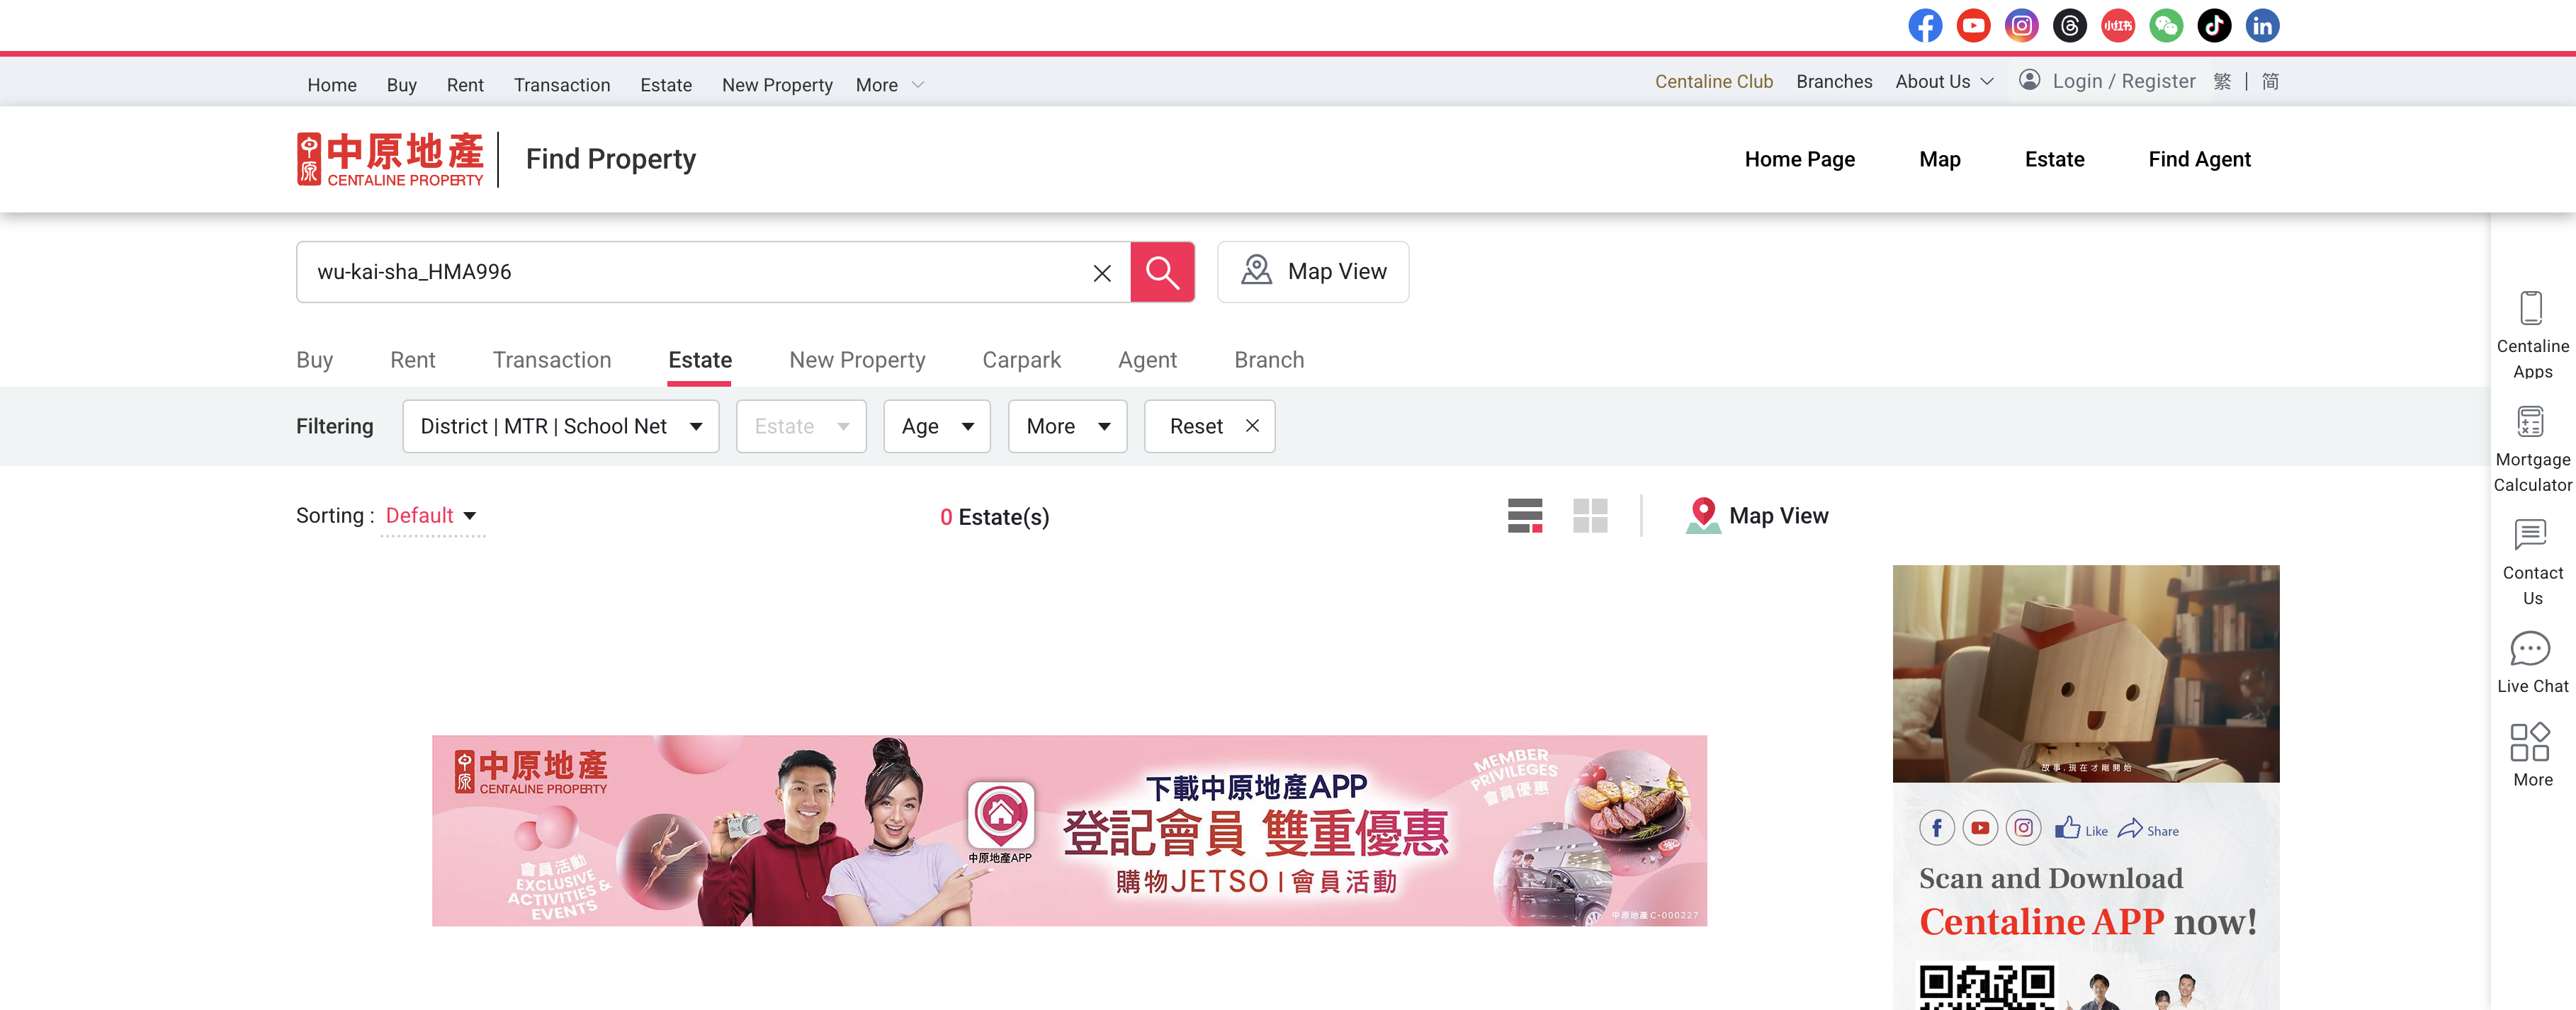 小红书
Home Buy Rent Transaction Estate New Property More
Centaline Club Branches About Us Login / Register 繁 | 简
中原
中原地產
CENTALINE PROPERTY
Find Property
Home Page Map Estate Find Agent
wu-kai-sha_HMA996
Map View
Buy Rent Transaction Estate New Property Carpark Agent Branch
Filtering District | MTR | School Net Estate Age More Reset
Sorting : Default
0 Estate(s)
Map View
Centaline
Apps
Mortgage
Calculator
Contact
Us
Live Chat
More
中原
中原地產
CENTALINE PROPERTY
會員活動
EXCLUSIVE
ACTIVITIES &
EVENTS
中原地產APP
下載中原地產APP
登記會員 雙重優惠
購物JETSO | 會員活動
MEMBER
PRIVILEGES
會員優惠
中原地產 C-000227
故事,現在才剛開始
Like Share
Scan and Download
Centaline APP now!